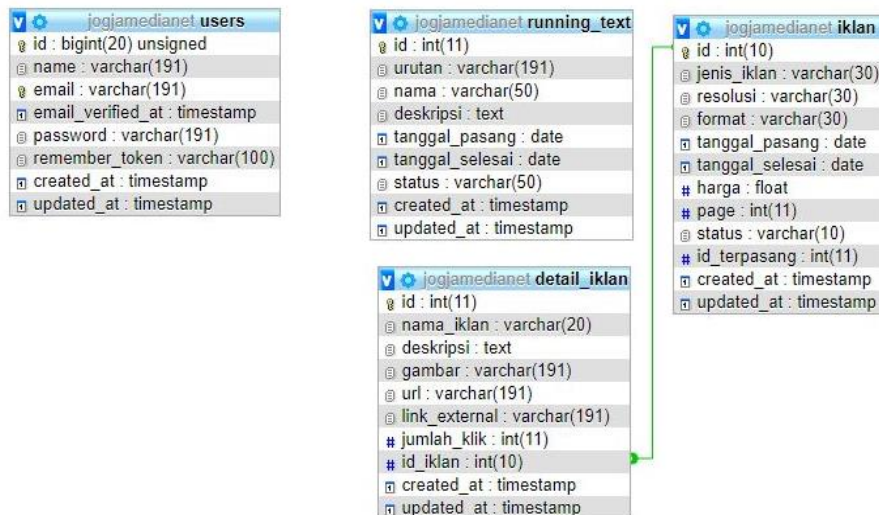 jogjamedianet users
id : bigint(20) unsigned
name : varchar(191)
email : varchar(191)
email_verified_at : timestamp
password : varchar(191)
remember_token : varchar(100)
created_at : timestamp
updated_at : timestamp
jogjamedianet running_text
id : int(11)
urutan : varchar(191)
nama : varchar(50)
deskripsi : text
tanggal_pasang : date
tanggal_selesai : date
status : varchar(50)
created_at : timestamp
updated_at : timestamp
jogjamedianet iklan
id : int(10)
jenis_iklan : varchar(30)
resolusi : varchar(30)
format : varchar(30)
tanggal_pasang : date
tanggal_selesai : date
# harga : float
# page : int(11)
status : varchar(10)
# id_terpasang : int(11)
created_at : timestamp
updated_at : timestamp
jogjamedianet detail_iklan
id : int(11)
nama_iklan : varchar(20)
deskripsi : text
gambar : varchar(191)
url : varchar(191)
link_external : varchar(191)
# jumlah_klik : int(11)
# id_iklan : int(10)
created_at : timestamp
updated_at : timestamp